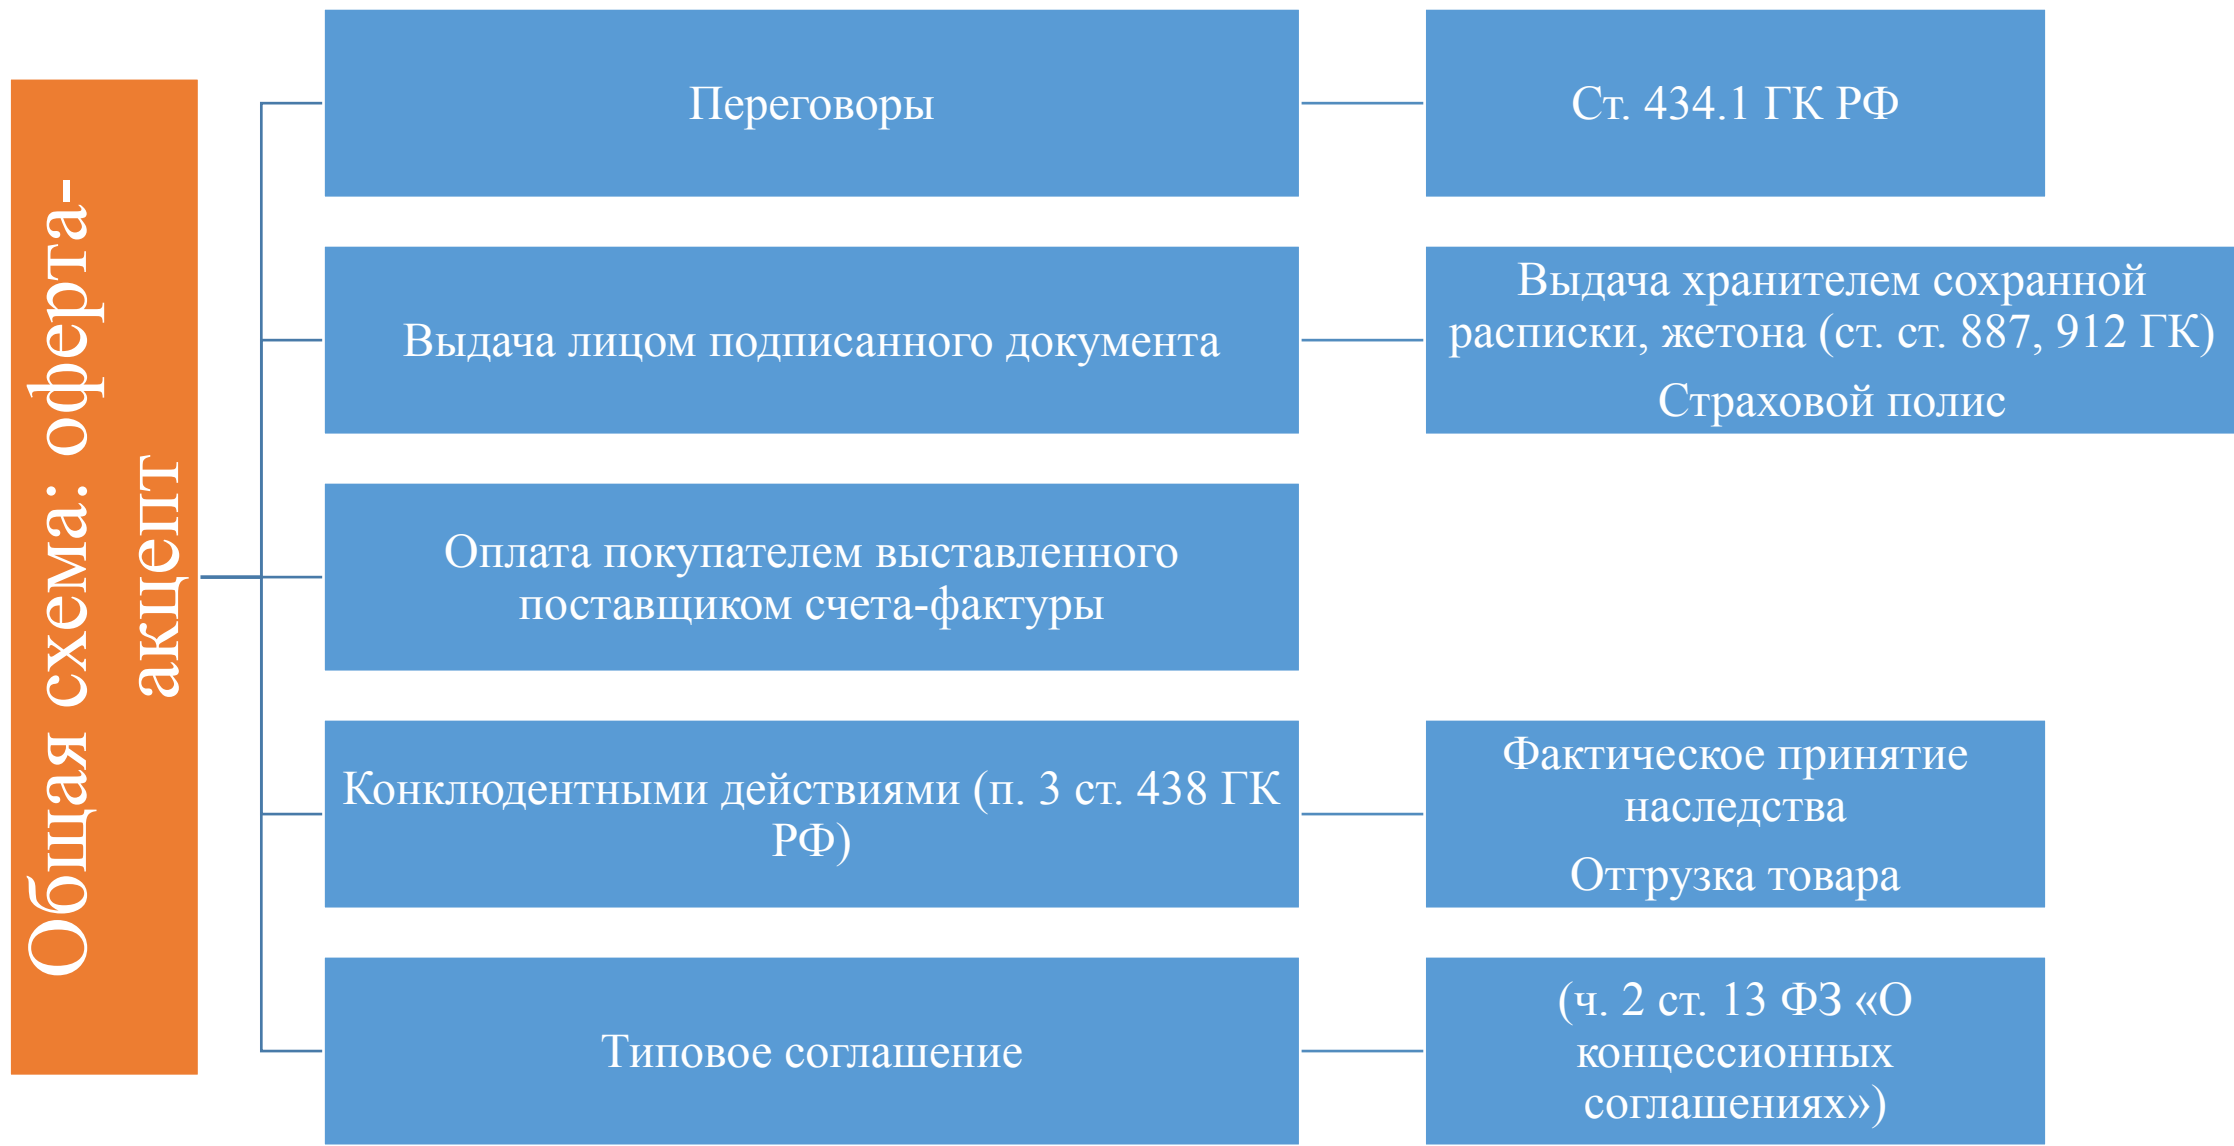 Общая схема: оферта-
акцепт
Переговоры
Ст. 434.1 ГК РФ
Выдача лицом подписанного документа
Выдача хранителем сохранной
расписки, жетона (ст. ст. 887, 912 ГК)
Страховой полис
Оплата покупателем выставленного
поставщиком счета-фактуры
Конклюдентными действиями (п. 3 ст. 438 ГК
РФ)
Фактическое принятие
наследства
Отгрузка товара
Типовое соглашение
(ч. 2 ст. 13 ФЗ «О
концессионных
соглашениях»)